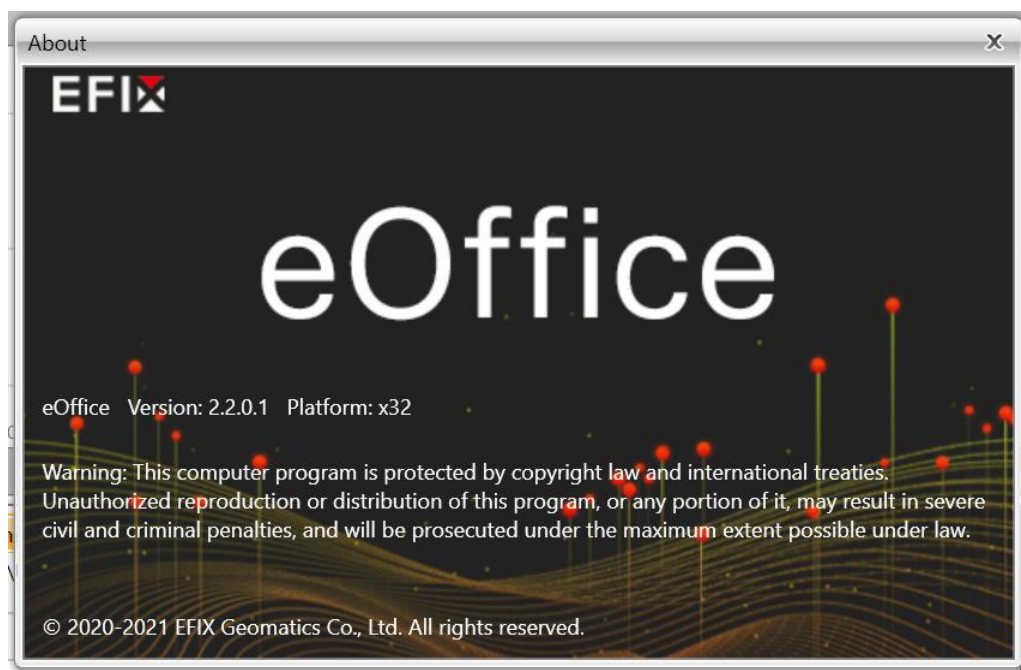 About
EFIX
eOffice
eOffice Version: 2.2.0.1 Platform: x32
Warning: This computer program is protected by copyright law and international treaties.
Unauthorized reproduction or distribution of this program, or any portion of it, may result in severe
civil and criminal penalties, and will be prosecuted under the maximum extent possible under law.
© 2020-2021 EFIX Geomatics Co., Ltd. All rights reserved.